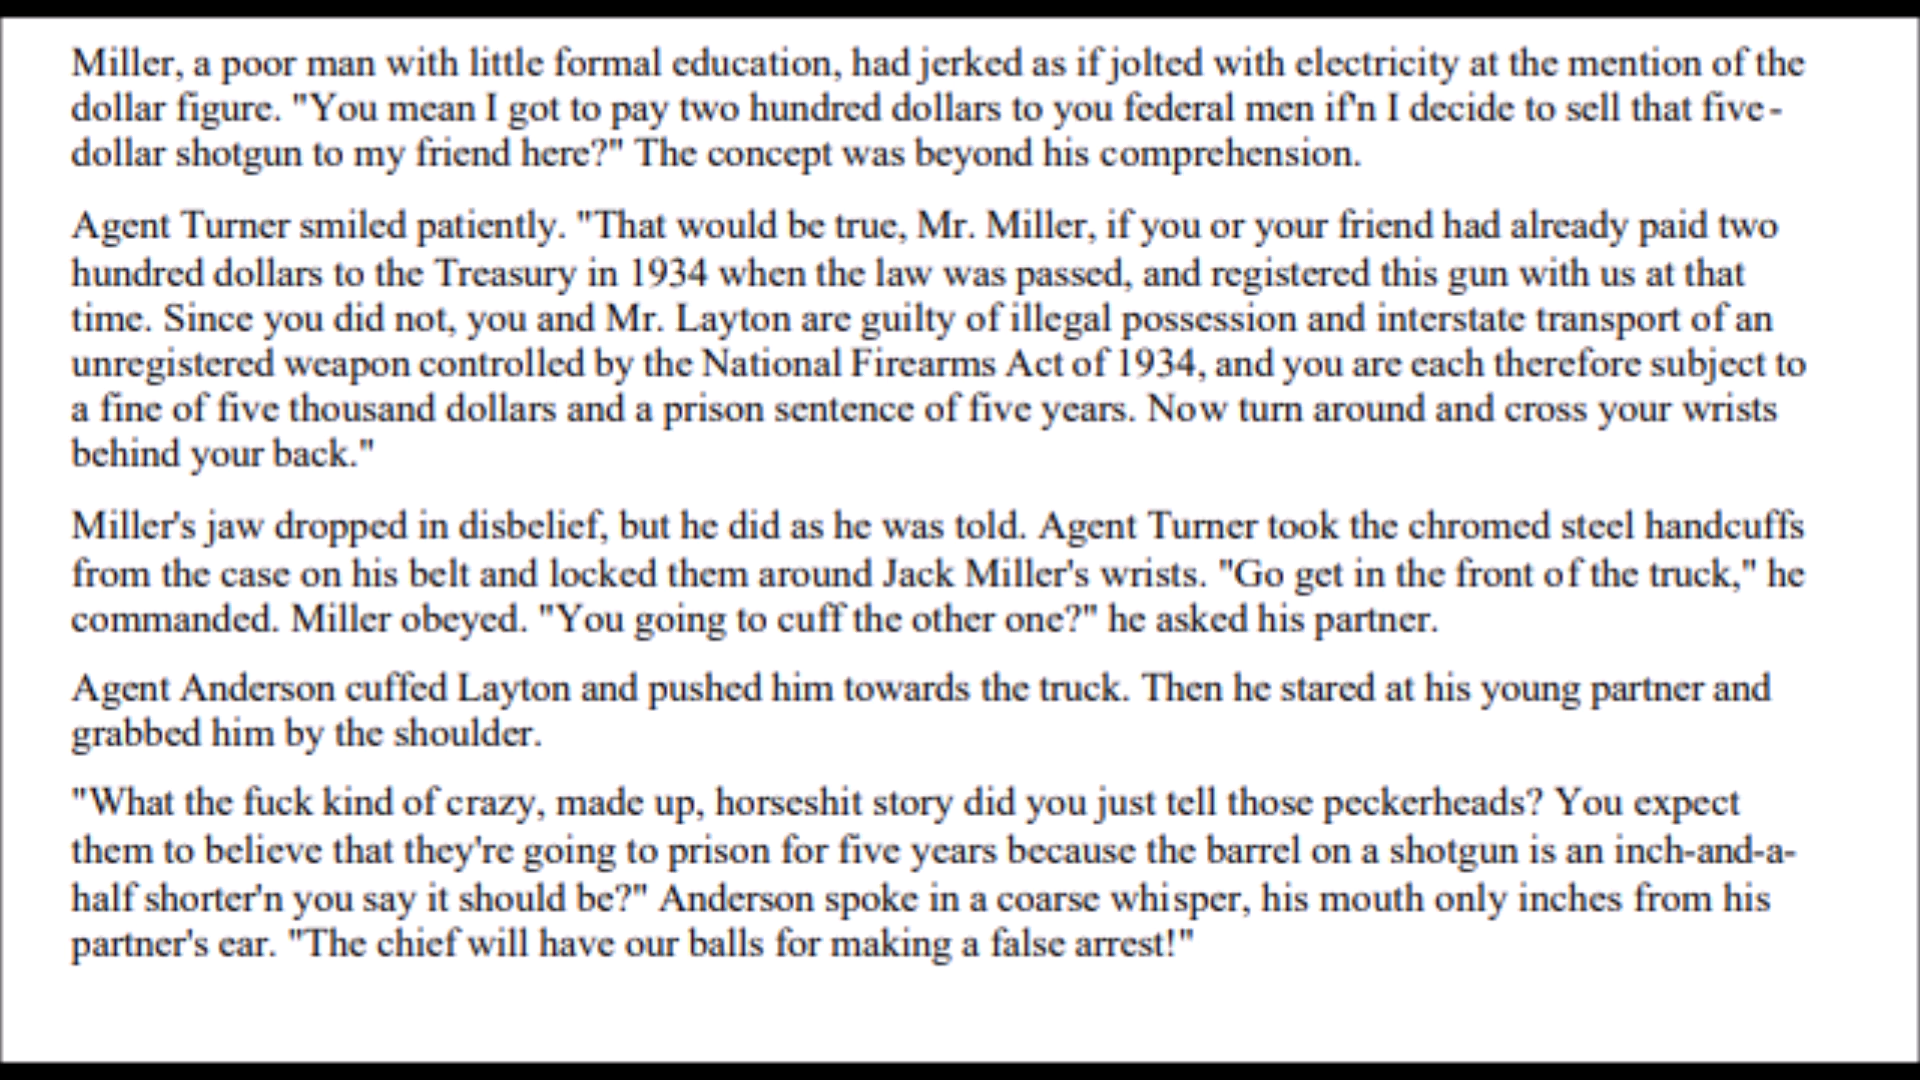 Miller, a poor man with little formal education, had jerked as if jolted with electricity at the mention of the
dollar figure. "You mean I got to pay two hundred dollars to you federal men if'n I decide to sell that five-
dollar shotgun to my friend here?" The concept was beyond his comprehension.
Agent Turner smiled patiently. "That would be true, Mr. Miller, if you or your friend had already paid two
hundred dollars to the Treasury in 1934 when the law was passed, and registered this gun with us at that
time. Since you did not, you and Mr. Layton are guilty of illegal possession and interstate transport of an
unregistered weapon controlled by the National Firearms Act of 1934, and you are each therefore subject to
a fine of five thousand dollars and a prison sentence of five years. Now turn around and cross your wrists
behind your back."
Miller's jaw dropped in disbelief, but he did as he was told. Agent Turner took the chromed steel handcuffs
from the case on his belt and locked them around Jack Miller's wrists. "Go get in the front of the truck," he
commanded. Miller obeyed. "You going to cuff the other one?" he asked his partner.
Agent Anderson cuffed Layton and pushed him towards the truck. Then he stared at his young partner and
grabbed him by the shoulder.
"What the fuck kind of crazy, made up, horseshit story did you just tell those peckerheads? You expect
them to believe that they're going to prison for five years because the barrel on a shotgun is an inch-and-a-
half shorter'n you say it should be?" Anderson spoke in a coarse whisper, his mouth only inches from his
partner's ear. "The chief will have our balls for making a false arrest!"